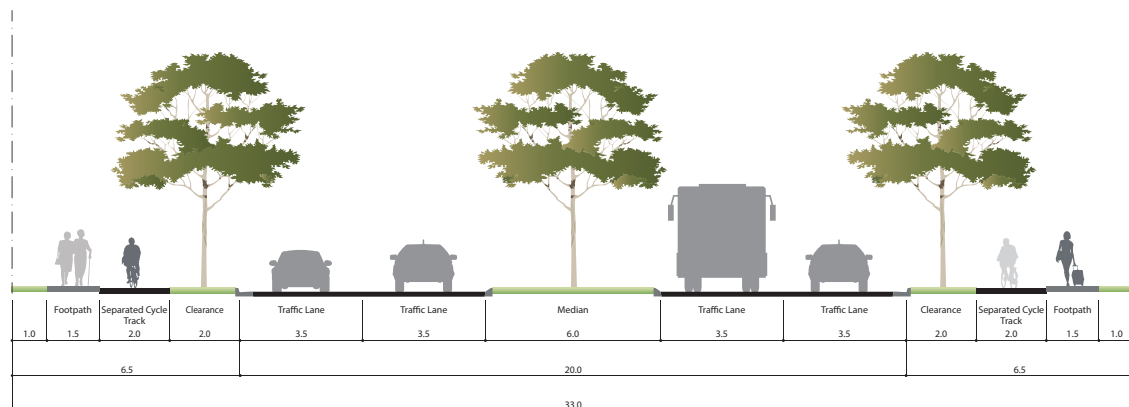 Footpath Separated Cycle Clearance Traffic Lane Traffic Lane Median Traffic Lane Traffic Lane Clearance Separated Cycle Footpath
Track Track
1.0 1.5 2.0 2.0 3.5 3.5 6.0 3.5 3.5 2.0 2.0 1.5 1.0
6.5 20.0 6.5
33.0